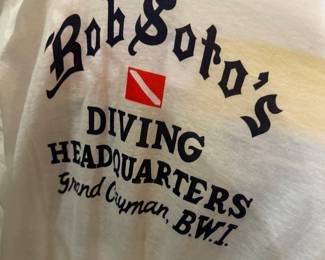 Bob Soto's
DIVING
HEADQUARTERS
Grand Cayman, B.W.I.